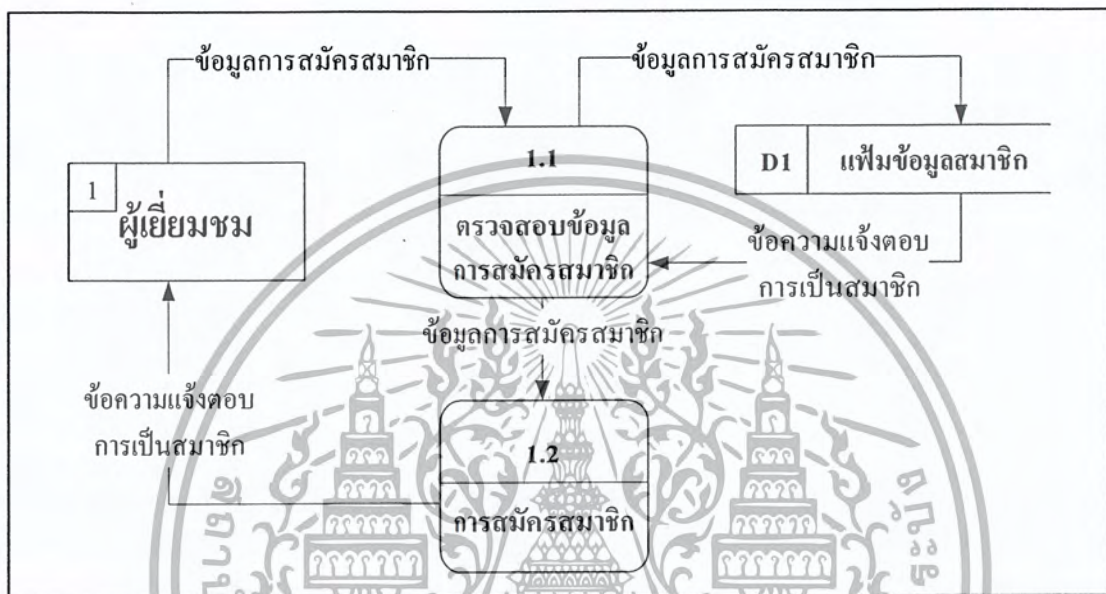 ข้อมูลการสมัครสมาชิก
ข้อมูลการสมัครสมาชิก
1
ผู้เยี่ยมชม
1.1
ตรวจสอบข้อมูล
การสมัครสมาชิก
D1
แฟ้มข้อมูลสมาชิก
ข้อความแจ้งตอบ
การเป็นสมาชิก
ข้อมูลการสมัครสมาชิก
ข้อความแจ้งตอบ
การเป็นสมาชิก
1.2
การสมัครสมาชิก